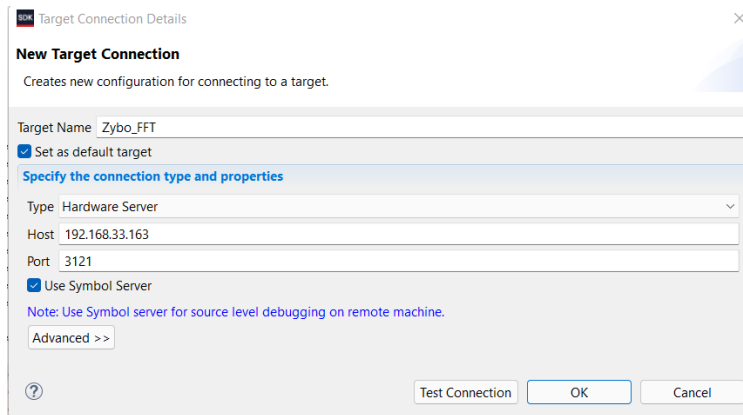 SDK Target Connection Details
New Target Connection
Creates new configuration for connecting to a target.
Target Name Zybo_FFT
Set as default target
Specify the connection type and properties
Type Hardware Server
Host 192.168.33.163
Port 3121
Use Symbol Server
Note: Use Symbol server for source level debugging on remote machine.
Advanced >>
? Test Connection OK Cancel